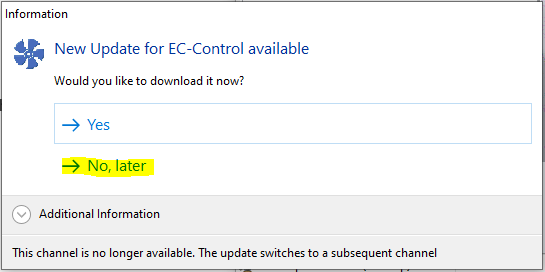 Information
New Update for EC-Control available
Would you like to download it now?
Yes
No, later
Additional Information
This channel is no longer available. The update switches to a subsequent channel